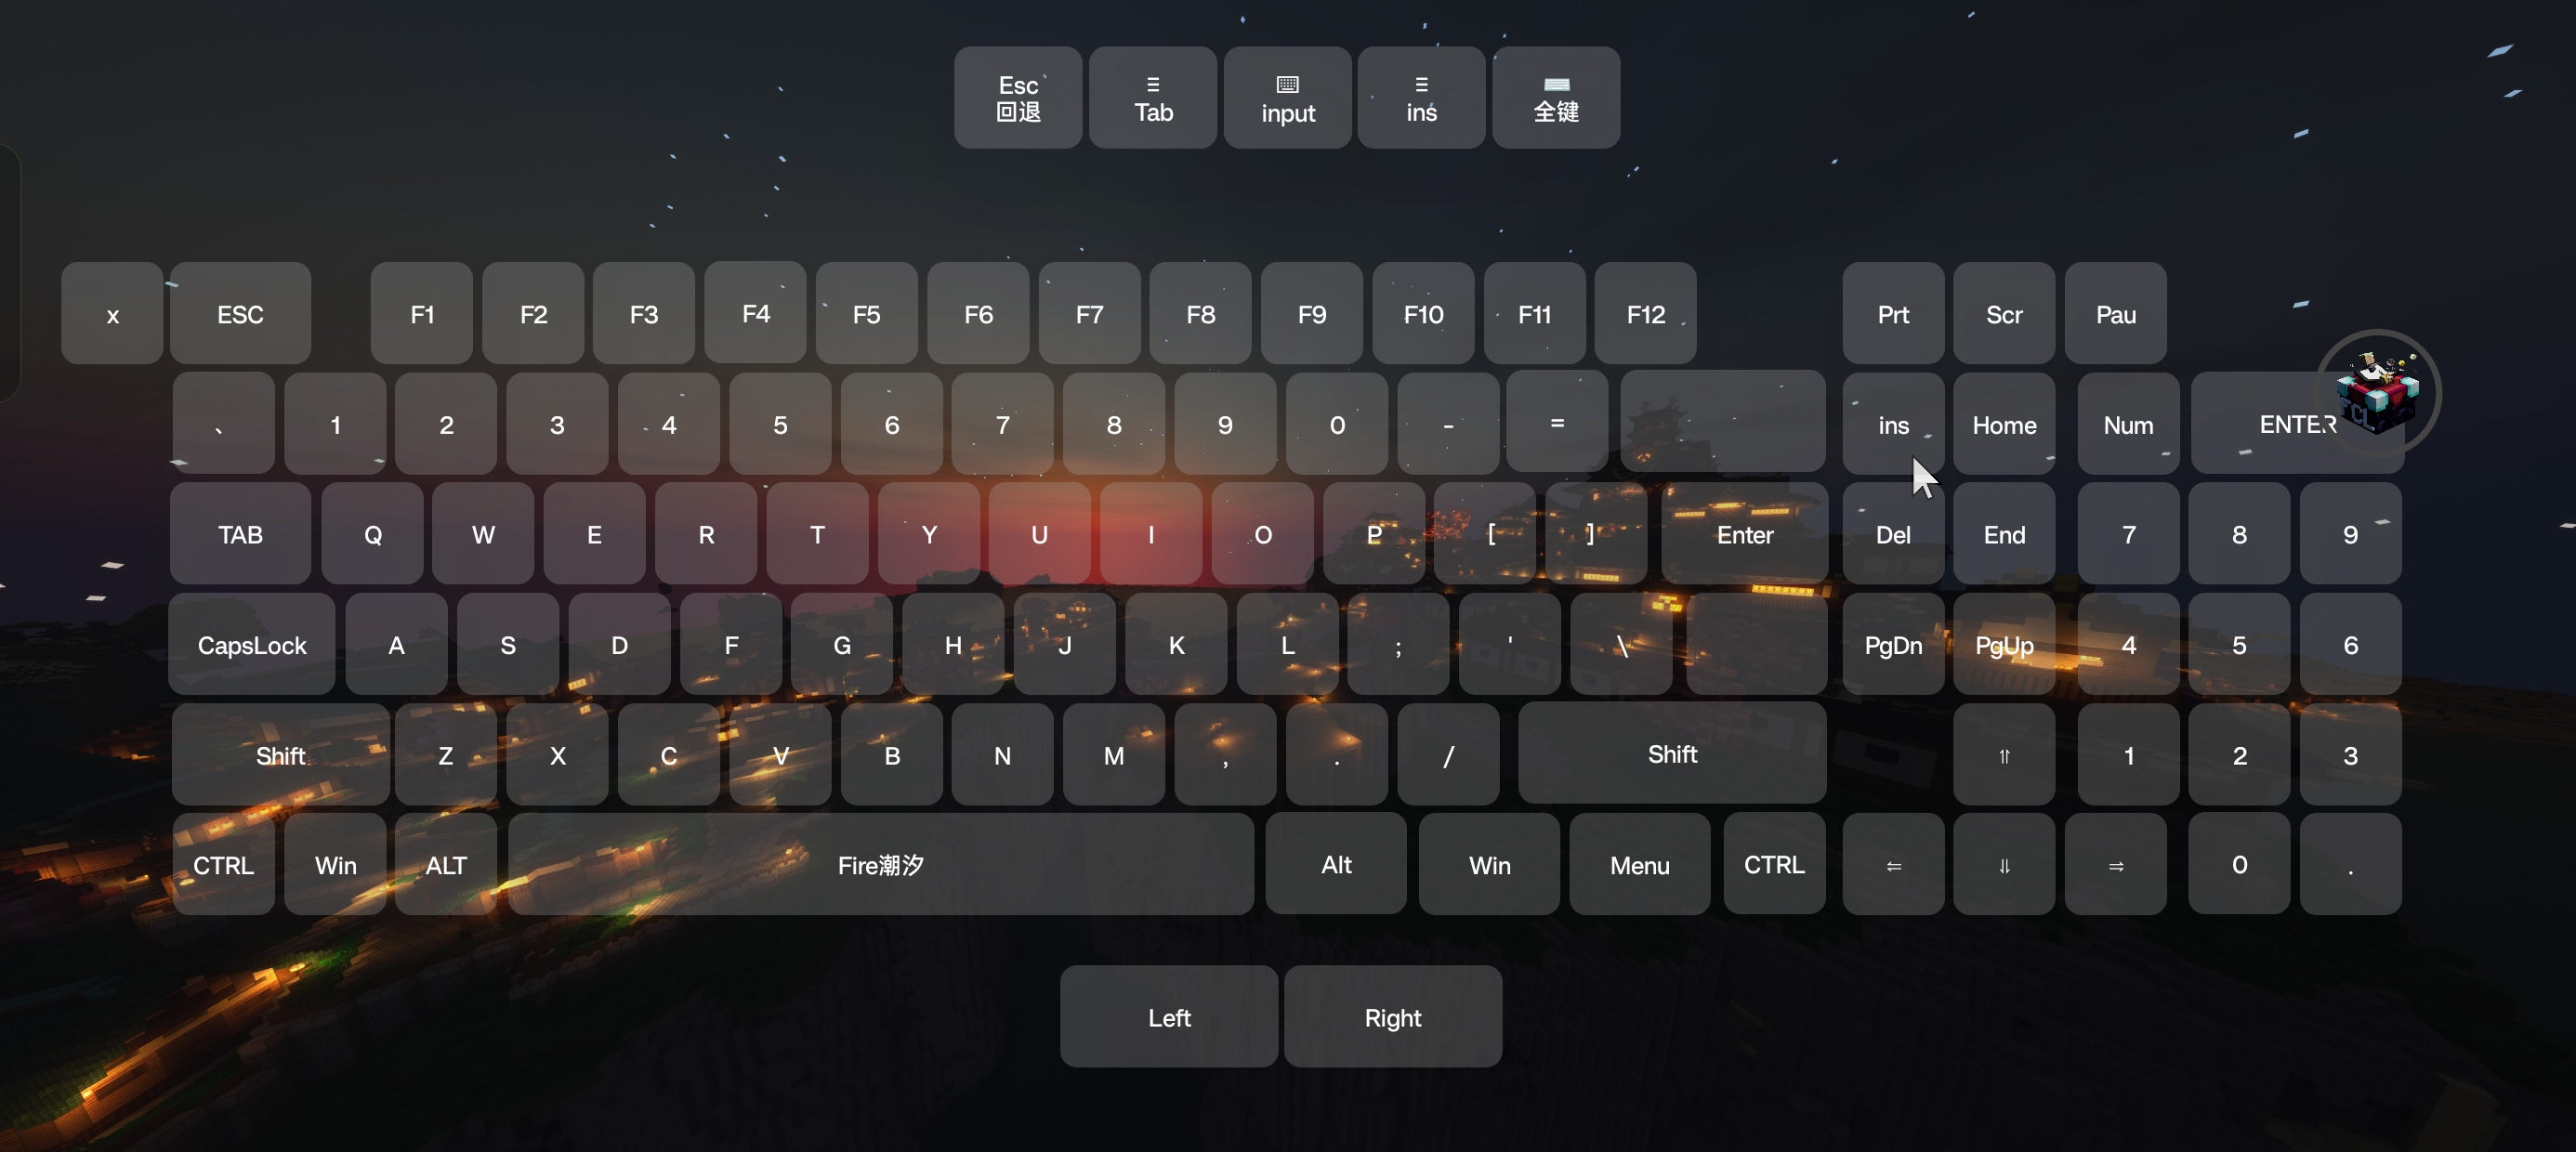 Esc
回退
Tab
input
ins
全键
x ESC F1 F2 F3 F4 F5 F6 F7 F8 F9 F10 F11 F12 Prt Scr Pau
、 1 2 3 4 5 6 7 8 9 0 - = ins Home Num ENTER
FCL
TAB Q W E R T Y U I O P [ ] Enter Del End 7 8 9
CapsLock A S D F G H J K L ; ' \ PgDn PgUp 4 5 6
Shift Z X C V B N M , . / Shift ⥣ 1 2 3
CTRL Win ALT Fire潮汐 Alt Win Menu CTRL ⥢ ⥥ ⥤ 0 .
Left Right